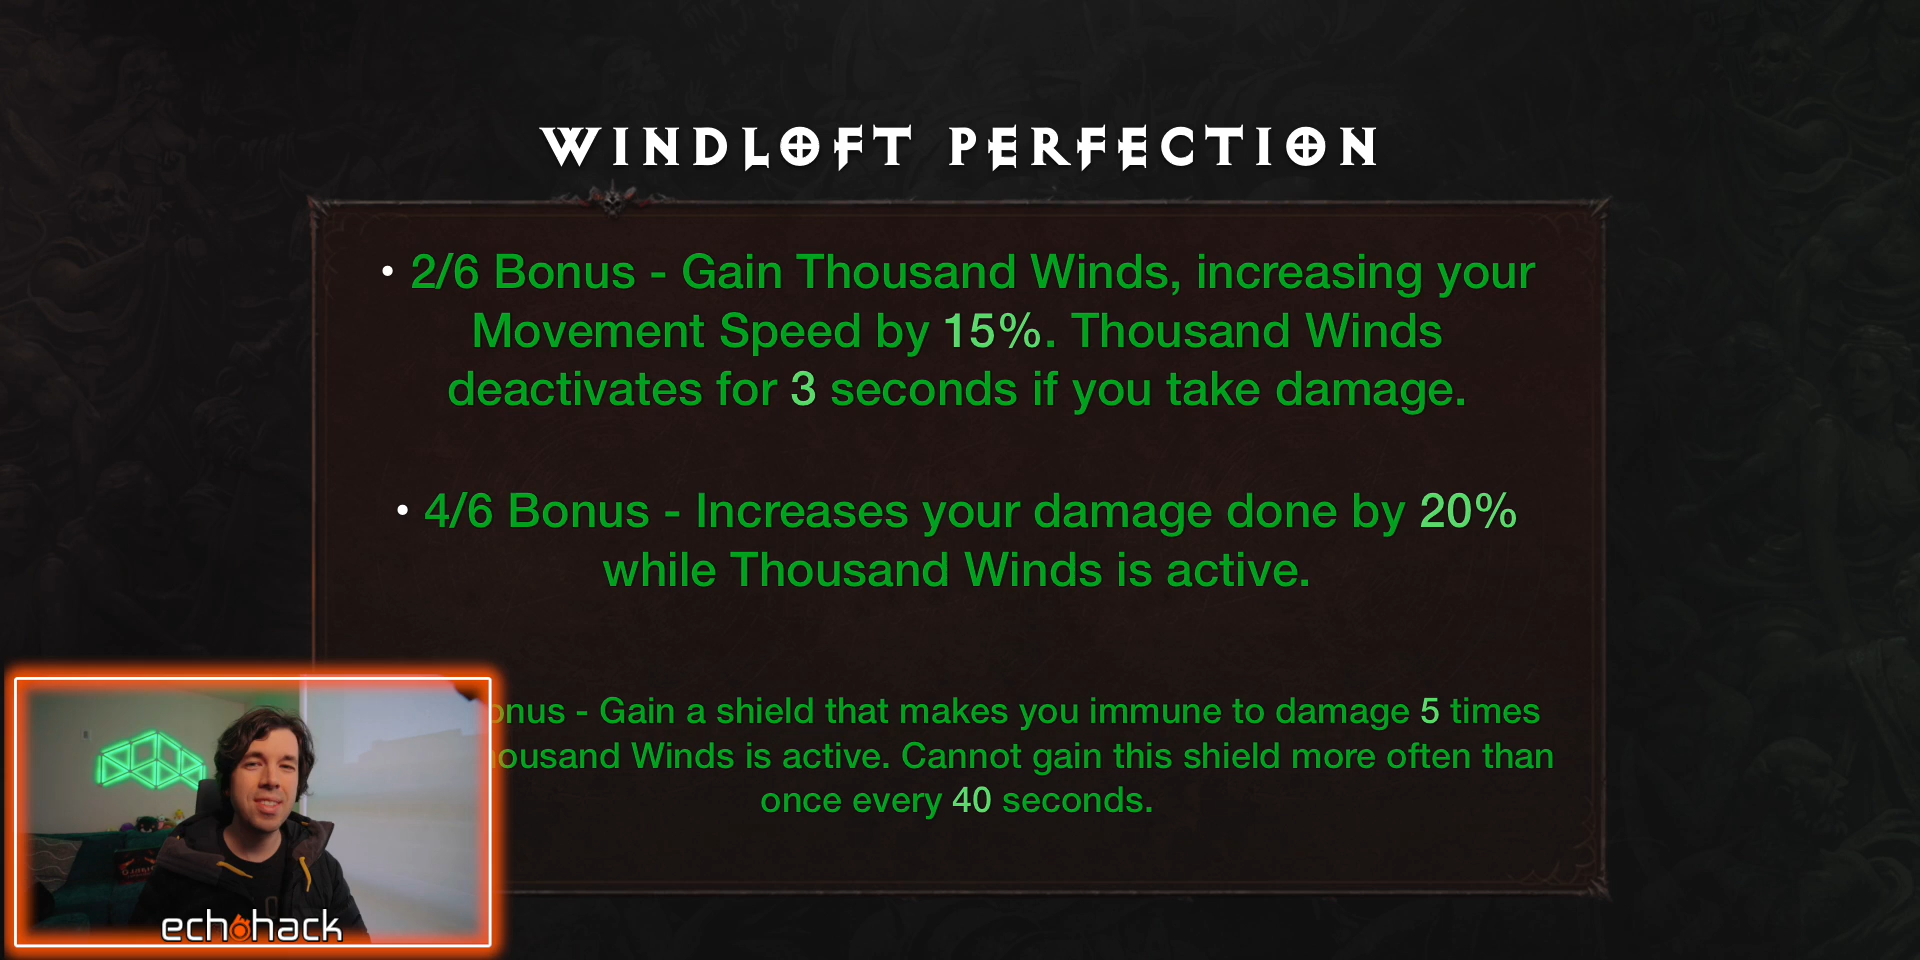 WINDLOFT PERFECTION
• 2/6 Bonus - Gain Thousand Winds, increasing your
Movement Speed by 15%. Thousand Winds
deactivates for 3 seconds if you take damage.
• 4/6 Bonus - Increases your damage done by 20%
while Thousand Winds is active.
onus - Gain a shield that makes you immune to damage 5 times
housand Winds is active. Cannot gain this shield more often than
once every 40 seconds.
echohack